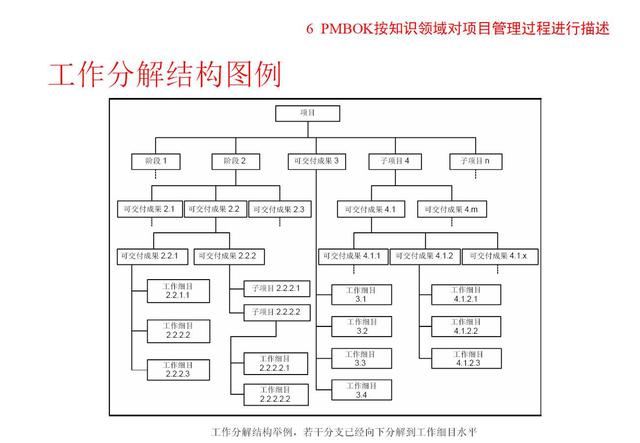 6 PMBOK按知识领域对项目管理过程进行描述
工作分解结构图例
项目
阶段 1
阶段 2
可交付成果 3
子项目 4
子项目 n
可交付成果 2.1
可交付成果 2.2
可交付成果 2.3
可交付成果 4.1
可交付成果 4.m
可交付成果 2.2.1
可交付成果 2.2.2
可交付成果 4.1.1
可交付成果 4.1.2
可交付成果 4.1.x
工作细目
2.2.1.1
工作细目
2.2.2.2
工作细目
2.2.2.3
子项目 2.2.2.1
子项目 2.2.2.2
工作细目
2.2.2.2.1
工作细目
2.2.2.2.2
工作细目
3.1
工作细目
3.2
工作细目
3.3
工作细目
3.4
工作细目
4.1.2.1
工作细目
4.1.2.2
工作细目
4.1.2.3
工作分解结构举例，若干分支已经向下分解到工作细目水平